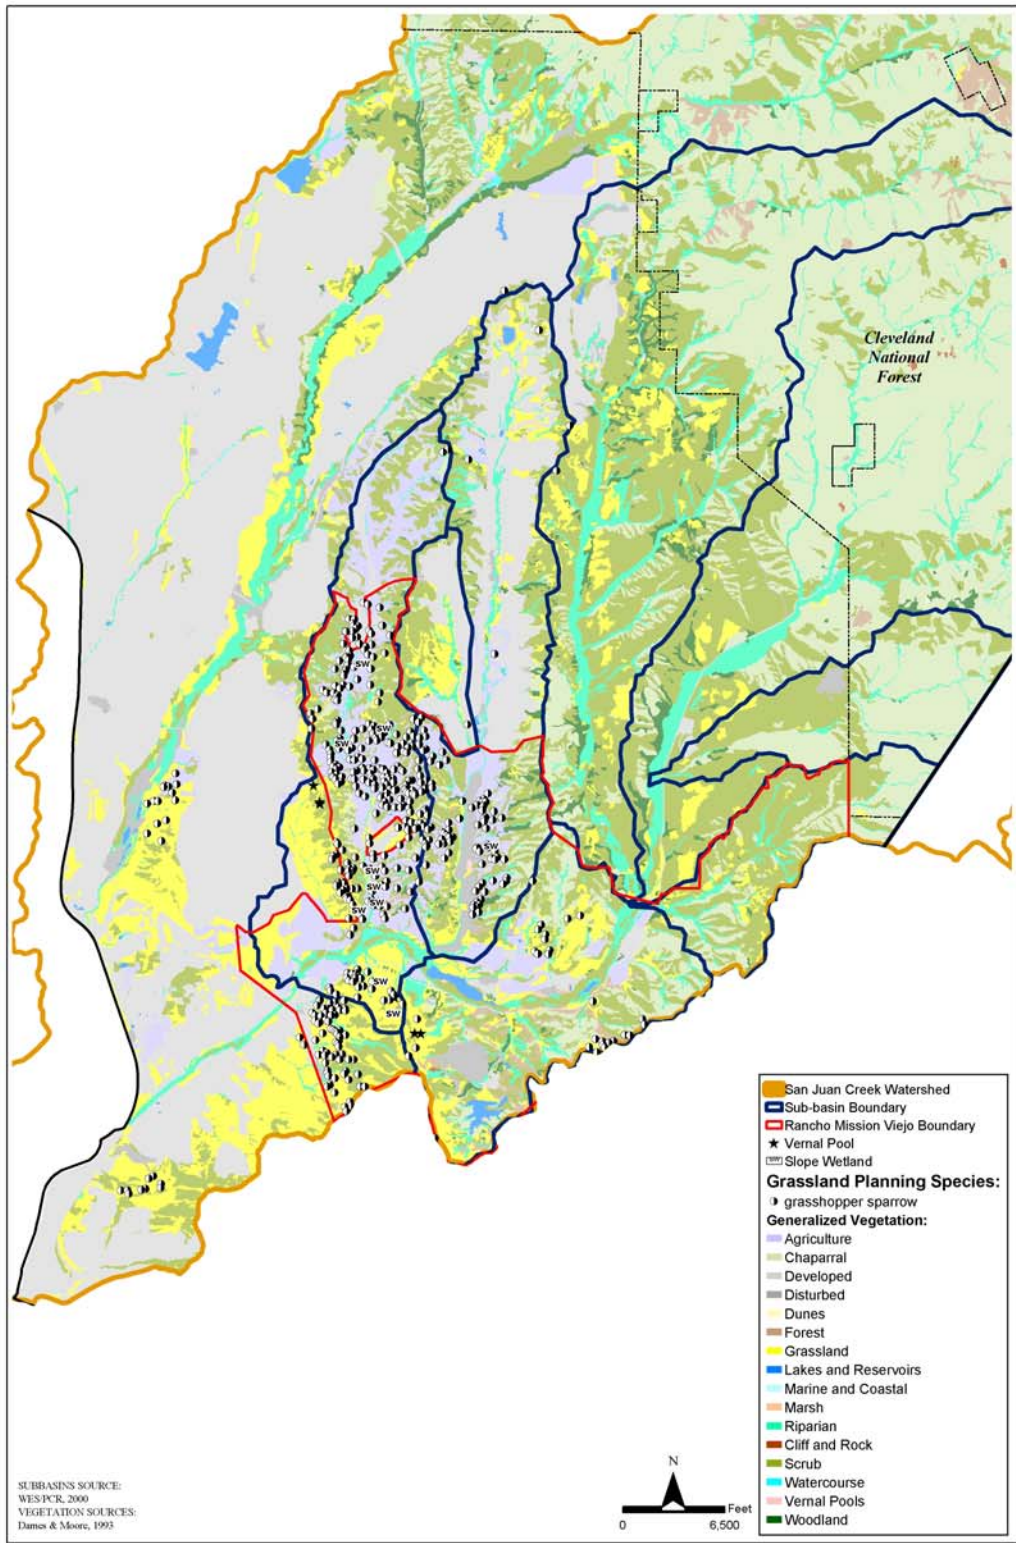 Cleveland
National
Forest
SW
SW
SW
SW
SW
SW
SW
SW
SW
SW
San Juan Creek Watershed
Sub-basin Boundary
Rancho Mission Viejo Boundary
Vernal Pool
SW Slope Wetland
Grassland Planning Species:
grasshopper sparrow
Generalized Vegetation:
Agriculture
Chaparral
Developed
Disturbed
Dunes
Forest
Grassland
Lakes and Reservoirs
Marine and Coastal
Marsh
Riparian
Cliff and Rock
Scrub
Watercourse
Vernal Pools
Woodland
N
Feet
0 6,500
SUBBASINS SOURCE:
WES/PCR, 2000
VEGETATION SOURCES:
Dames & Moore, 1993